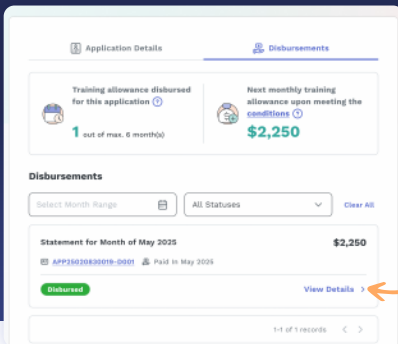 Application Details
Disbursements
Training allowance disbursed
for this application
1 out of max. 6 month(s)
Next monthly training
allowance upon meeting the
conditions
$2,250
Disbursements
Select Month Range
All Statuses
Clear All
Statement for Month of May 2025
$2,250
APP25020830019-D001
Paid in May 2025
Disbursed
View Details
1-1 of 1 records